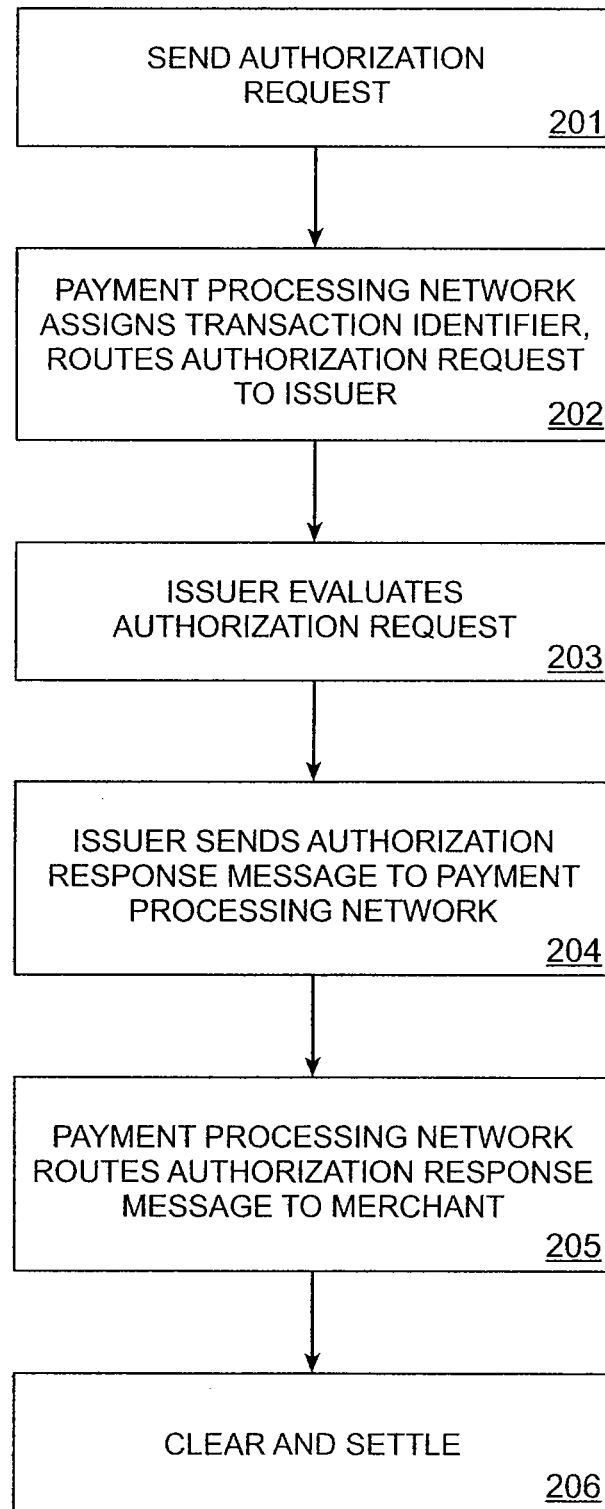 SEND AUTHORIZATION
REQUEST
201
PAYMENT PROCESSING NETWORK
ASSIGNS TRANSACTION IDENTIFIER,
ROUTES AUTHORIZATION REQUEST
TO ISSUER
202
ISSUER EVALUATES
AUTHORIZATION REQUEST
203
ISSUER SENDS AUTHORIZATION
RESPONSE MESSAGE TO PAYMENT
PROCESSING NETWORK
204
PAYMENT PROCESSING NETWORK
ROUTES AUTHORIZATION RESPONSE
MESSAGE TO MERCHANT
205
CLEAR AND SETTLE
206